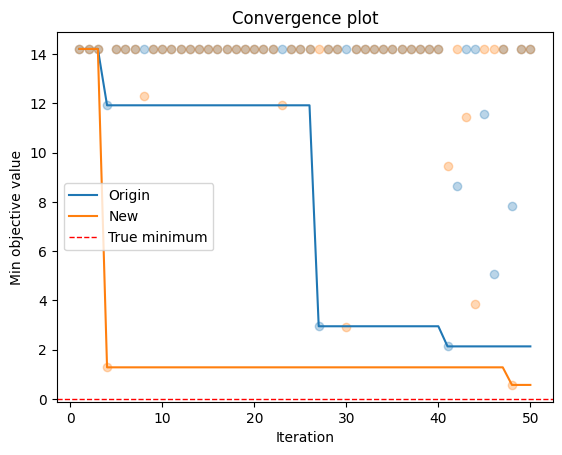 Convergence plot
Min objective value
14
12
10
8
6
4
2
0
Origin
New
True minimum
0
10
20
30
40
50
Iteration